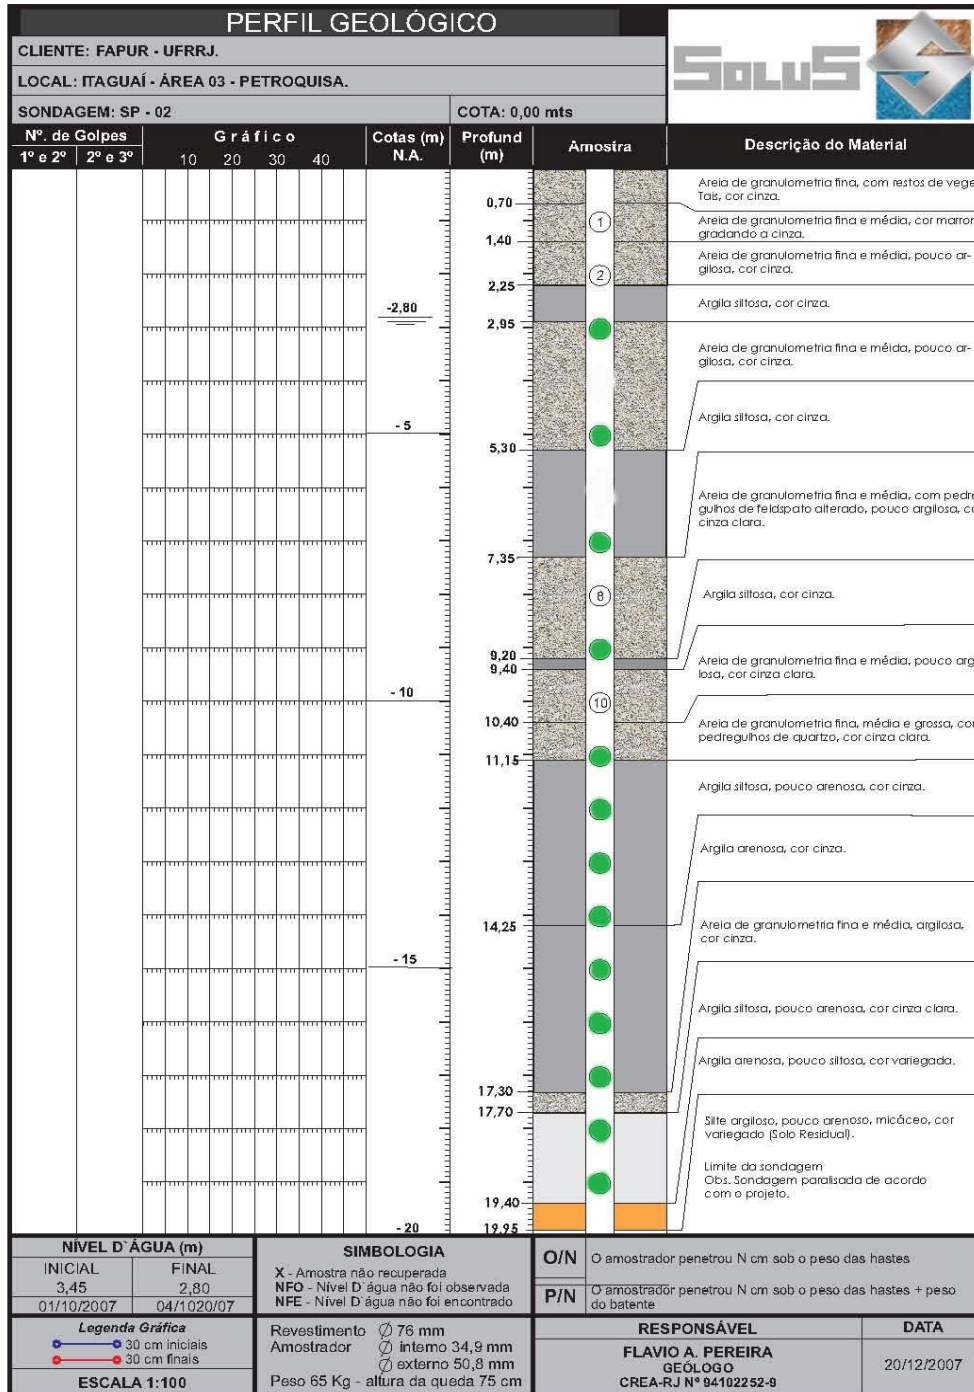 PERFIL GEOLÓGICO
CLIENTE: FAPUR - UFRRJ.
LOCAL: ITAGUAÍ - ÁREA 03 - PETROQUISA.
SONDAGEM: SP - 02
COTA: 0,00 mts
SOLUS
Nº. de Golpes
1º e 2º
2º e 3º
Gráfico
10 20 30 40
Cotas (m)
N.A.
Profund
(m)
Amostra
Descrição do Material
Areia de granulometria fina, com restos de vege
Tais, cor cinza.
0,70
1
Areia de granulometria fina e média, cor marron
gradando a cinza.
1,40
Areia de granulometria fina e média, pouco ar-
gilosa, cor cinza.
2
2,25
Argila siltosa, cor cinza.
-2,80
2,95
Areia de granulometria fina e méida, pouco ar-
gilosa, cor cinza.
Argila siltosa, cor cinza.
- 5
5,30
Areia de granulometria fina e média, com pedre
gulhos de feldspato alterado, pouco argilosa, co
cinza clara.
7,35
8
Argila siltosa, cor cinza.
9,20
9,40
Areia de granulometria fina e média, pouco arg
losa, cor cinza clara.
- 10
10
10,40
Areia de granulometria fina, média e grossa, co
pedregulhos de quartzo, cor cinza clara.
11,15
Argila siltosa, pouco arenosa, cor cinza.
Argila arenosa, cor cinza.
14,25
Areia de granulometria fina e média, argilosa,
cor cinza.
- 15
Argila siltosa, pouco arenosa, cor cinza clara.
Argila arenosa, pouco siltosa, cor variegada.
17,30
17,70
Silte argiloso, pouco arenoso, micáceo, cor
variegado (Solo Residual).
Limite da sondagem
Obs. Sondagem paralisada de acordo
com o projeto.
19,40
- 20
19,95
NÍVEL D`ÁGUA (m)
INICIAL
FINAL
3,45
2,80
01/10/2007
04/1020/07
SIMBOLOGIA
X - Amostra não recuperada
NFO - Nível D`água não foi observada
NFE - Nível D`água não foi encontrado
O/N
O amostrador penetrou N cm sob o peso das hastes
P/N
O amostrador penetrou N cm sob o peso das hastes + peso
do batente
Legenda Gráfica
30 cm iniciais
30 cm finais
ESCALA 1:100
Revestimento Ø 76 mm
Amostrador Ø interno 34,9 mm
Ø externo 50,8 mm
Peso 65 Kg - altura da queda 75 cm
RESPONSÁVEL
FLAVIO A. PEREIRA
GEÓLOGO
CREA-RJ Nº 94102252-9
DATA
20/12/2007